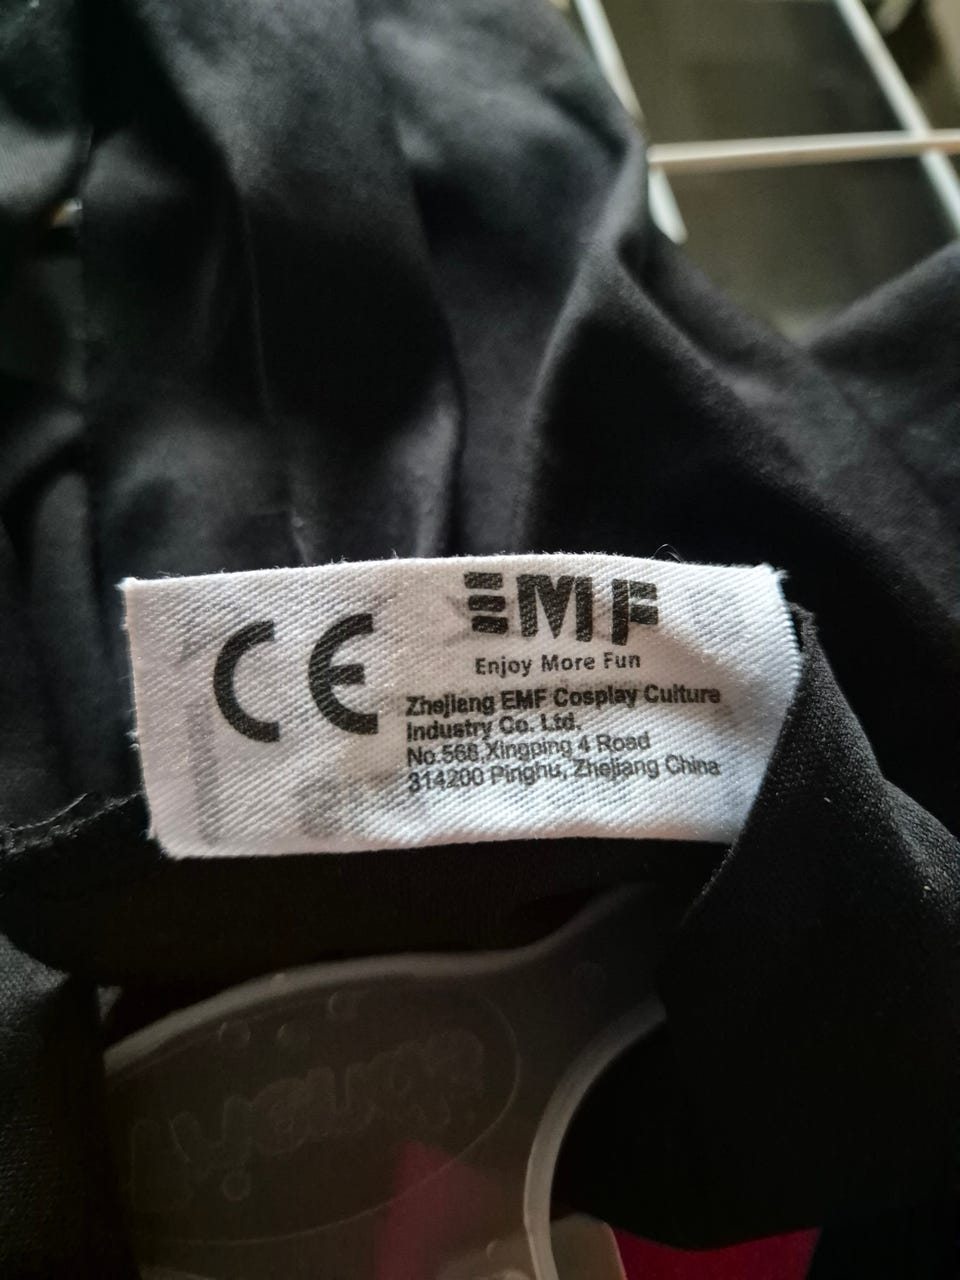 CE
EMF
Enjoy More Fun
Zhejiang EMF Cosplay Culture
Industry Co. Ltd.
No.568,Xingping 4 Road
314200 Pinghu, Zhejiang China